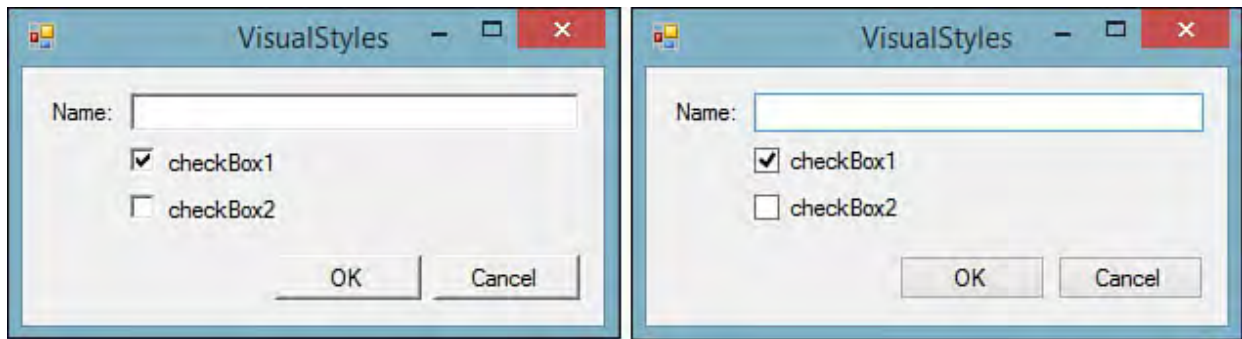 VisualStyles
Name:
checkBox1
checkBox2
OK Cancel
VisualStyles
Name:
checkBox1
checkBox2
OK Cancel